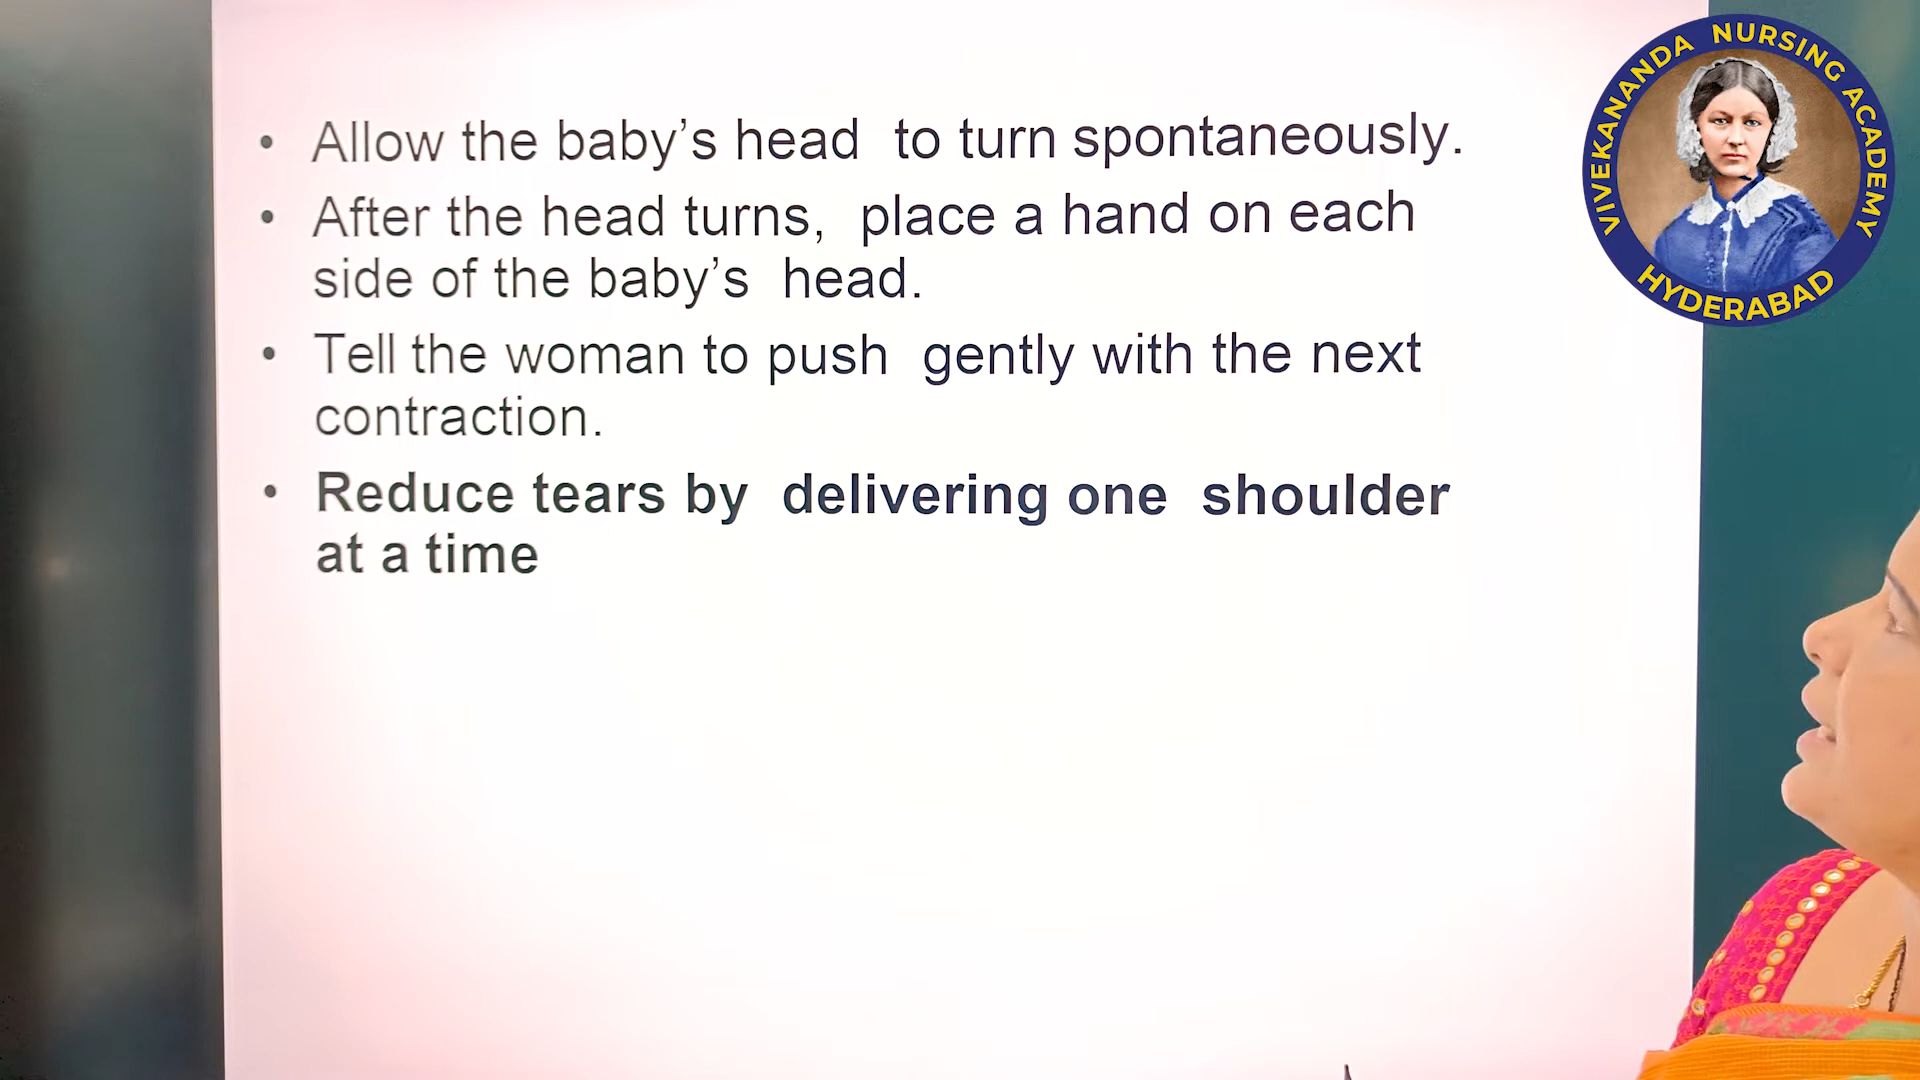 • Allow the baby's head to turn spontaneously.
• After the head turns, place a hand on each
side of the baby's head.
• Tell the woman to push gently with the next
contraction.
• Reduce tears by delivering one shoulder
at a time
VIVEKANANDA NURSING ACADEMY
HYDERABAD